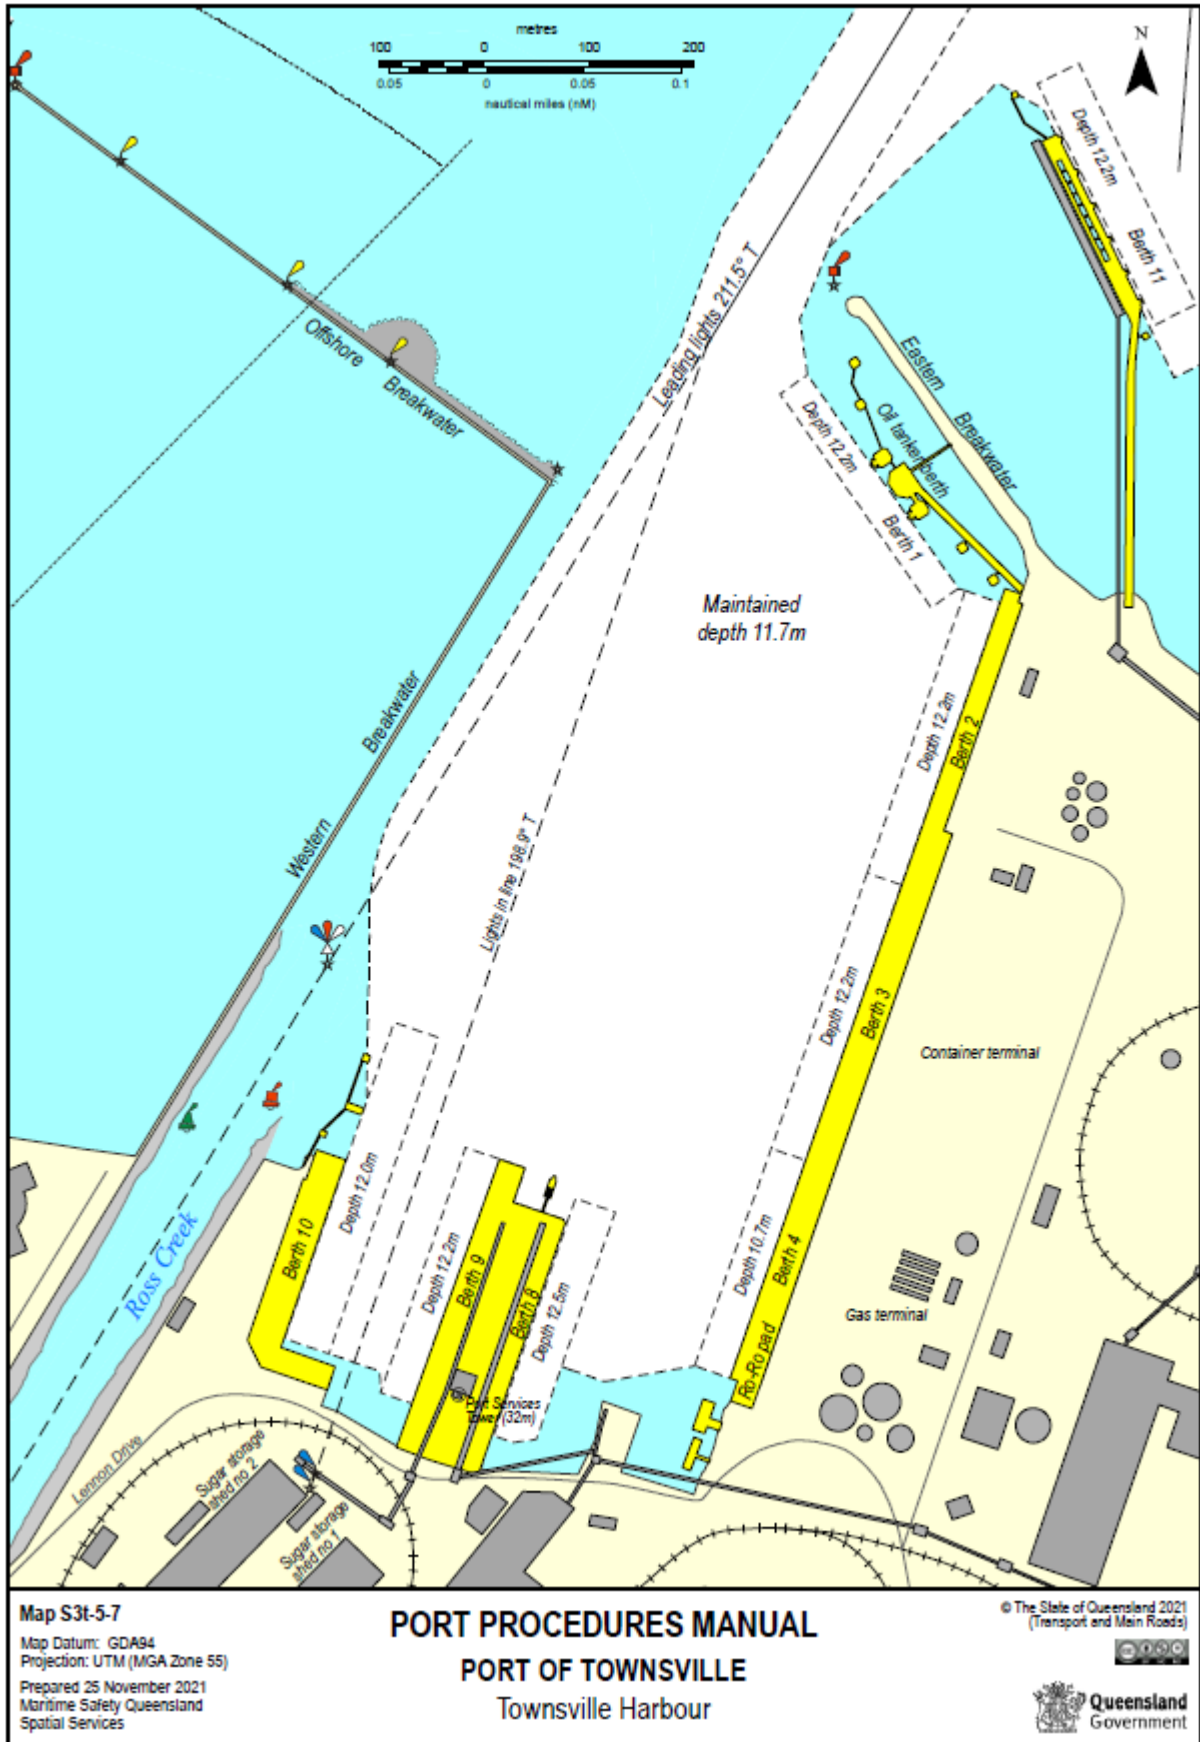 metres
100 0 100 200
0.05 0 0.05 0.1
nautical miles (nM)
N
Depth 12.2m
Berth 11
Leading lights 211.5° T
Offshore
Breakwater
Eastern
Breakwater
Oil tanker berth
Depth 12.2m
Berth 1
Maintained
depth 11.7m
Western
Breakwater
Depth 12.2m
Berth 2
Lights in line 198.9° T
Depth 12.2m
Berth 3
Container terminal
Ross Creek
Berth 10
Depth 12.0m
Depth 12.2m
Berth 9
Berth 8
Depth 12.5m
Depth 10.7m
Berth 4
Ro-Ro pad
Gas terminal
Port Services
Tower (32m)
Lennon Drive
Sugar storage
shed no 2
Sugar storage
shed no 1
Map S3t-5-7
Map Datum: GDA94
Projection: UTM (MGA Zone 55)
Prepared 25 November 2021
Maritime Safety Queensland
Spatial Services
PORT PROCEDURES MANUAL
PORT OF TOWNSVILLE
Townsville Harbour
© The State of Queensland 2021
(Transport and Main Roads)
Queensland
Government